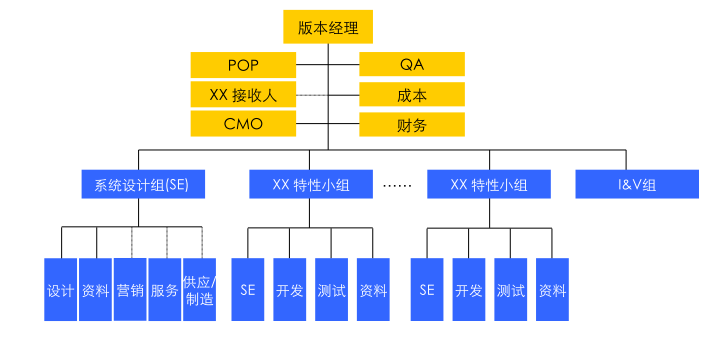 版本经理
POP
QA
XX 接收人
成本
CMO
财务
系统设计组(SE)
XX 特性小组
······
XX 特性小组
I&V组
设计
资料
营销
服务
供应/
制造
SE
开发
测试
资料
SE
开发
测试
资料